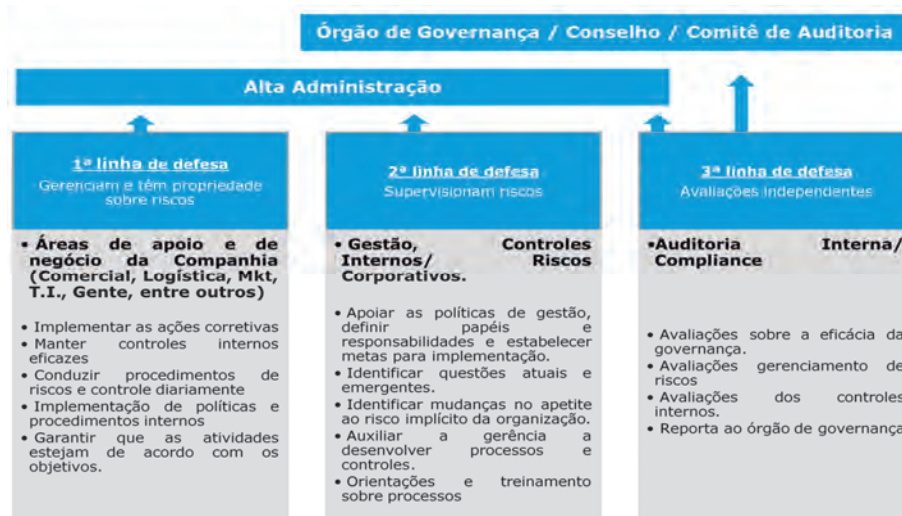 Órgão de Governança / Conselho / Comitê de Auditoria
Alta Administração
1ª linha de defesa
Gerenciam e têm propriedade
sobre riscos
• Áreas de apoio e de
negócio da Companhia
(Comercial, Logística, Mkt,
T.I., Gente, entre outros)
• Implementar as ações corretivas
• Manter controles internos
eficazes
• Conduzir procedimentos de
riscos e controle diariamente
• Implementação de políticas e
procedimentos internos
• Garantir que as atividades
estejam de acordo com os
objetivos.
2ª linha de defesa
Supervisionam riscos
• Gestão, Controles
Internos/ Riscos
Corporativos.
• Apoiar as políticas de gestão,
definir papéis e
responsabilidades e estabelecer
metas para implementação.
• Identificar questões atuais e
emergentes.
• Identificar mudanças no apetite
ao risco implícito da organização.
• Auxiliar a gerência a
desenvolver processos e
controles.
• Orientações e treinamento
sobre processos
3ª linha de defesa
Avaliações independentes
•Auditoria Interna/
Compliance
• Avaliações sobre a eficácia da
governança.
• Avaliações gerenciamento de
riscos
• Avaliações dos controles
internos.
• Reporta ao órgão de governança